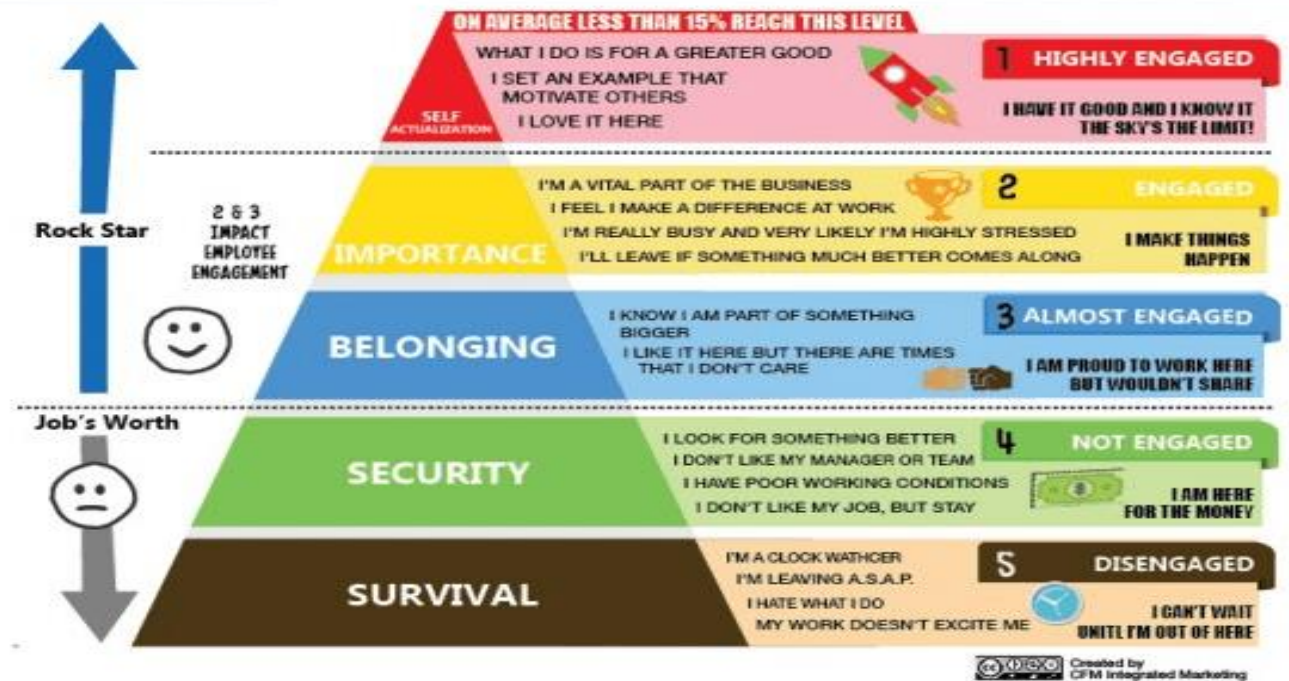 ON AVERAGE LESS THAN 15% REACH THIS LEVEL
WHAT I DO IS FOR A GREATER GOOD
I SET AN EXAMPLE THAT
MOTIVATE OTHERS
I LOVE IT HERE
SELF
ACTUALIZATION
1 HIGHLY ENGAGED
I HAVE IT GOOD AND I KNOW IT
THE SKY'S THE LIMIT!
Rock Star
2 & 3
IMPACT
EMPLOYEE
ENGAGEMENT
IMPORTANCE
I'M A VITAL PART OF THE BUSINESS
I FEEL I MAKE A DIFFERENCE AT WORK
I'M REALLY BUSY AND VERY LIKELY I'M HIGHLY STRESSED
I'LL LEAVE IF SOMETHING MUCH BETTER COMES ALONG
2 ENGAGED
I MAKE THINGS
HAPPEN
BELONGING
I KNOW I AM PART OF SOMETHING
BIGGER
I LIKE IT HERE BUT THERE ARE TIMES
THAT I DON'T CARE
3 ALMOST ENGAGED
I AM PROUD TO WORK HERE
BUT WOULDN'T SHARE
Job's Worth
SECURITY
I LOOK FOR SOMETHING BETTER
I DON'T LIKE MY MANAGER OR TEAM
I HAVE POOR WORKING CONDITIONS
I DON'T LIKE MY JOB, BUT STAY
4 NOT ENGAGED
$
I AM HERE
FOR THE MONEY
SURVIVAL
I'M A CLOCK WATHCER
I'M LEAVING A.S.A.P.
I HATE WHAT I DO
MY WORK DOESN'T EXCITE ME
5 DISENGAGED
I CAN'T WAIT
UNITL I'M OUT OF HERE
Created by
CFM Integrated Marketing